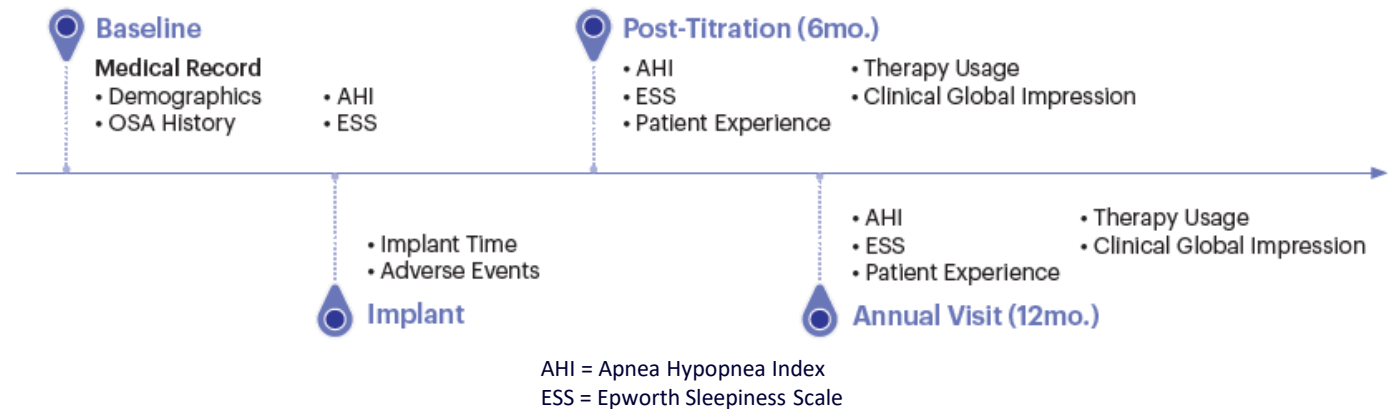 Baseline
Medical Record
• Demographics
• OSA History
• AHI
• ESS
Post-Titration (6mo.)
• AHI
• ESS
• Patient Experience
• Therapy Usage
• Clinical Global Impression
• Implant Time
• Adverse Events
Implant
• AHI
• ESS
• Patient Experience
• Therapy Usage
• Clinical Global Impression
Annual Visit (12mo.)
AHI = Apnea Hypopnea Index
ESS = Epworth Sleepiness Scale